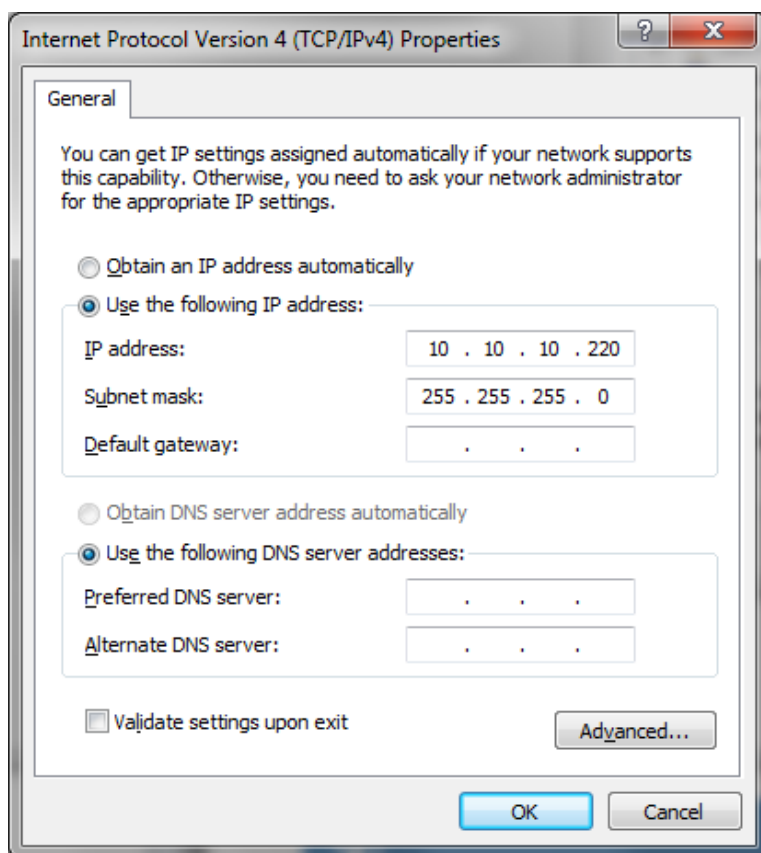 Internet Protocol Version 4 (TCP/IPv4) Properties
General
You can get IP settings assigned automatically if your network supports
this capability. Otherwise, you need to ask your network administrator
for the appropriate IP settings.
Obtain an IP address automatically
Use the following IP address:
IP address: 10 . 10 . 10 . 220
Subnet mask: 255 . 255 . 255 . 0
Default gateway: . . .
Obtain DNS server address automatically
Use the following DNS server addresses:
Preferred DNS server: . . .
Alternate DNS server: . . .
Validate settings upon exit
Advanced...
OK Cancel